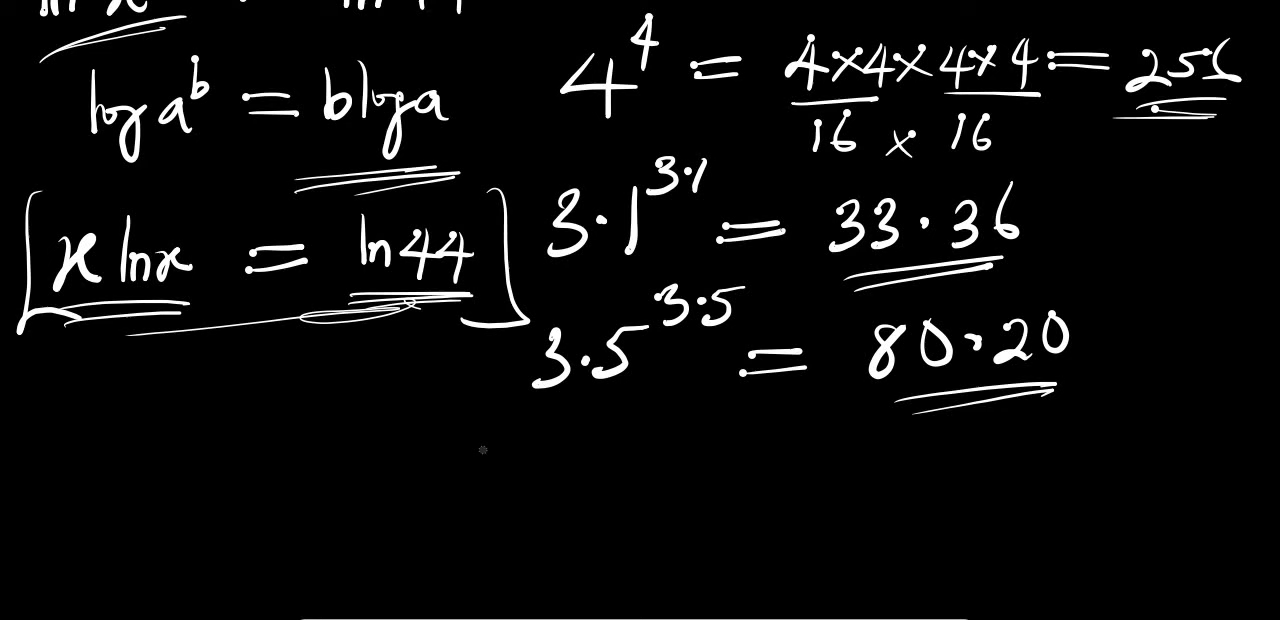 log a^b = b log a
x ln x = ln 44
4^4 = 4×4×4×4 = 256
16 × 16
3.1^3.1 = 33.36
3.5^3.5 = 80.20